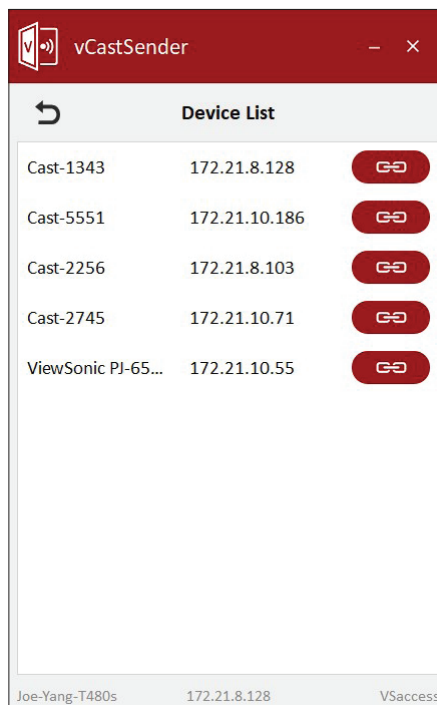 vCastSender
Device List
Cast-1343 172.21.8.128
Cast-5551 172.21.10.186
Cast-2256 172.21.8.103
Cast-2745 172.21.10.71
ViewSonic PJ-65... 172.21.10.55
Joe-Yang-T480s 172.21.8.128 VSaccess